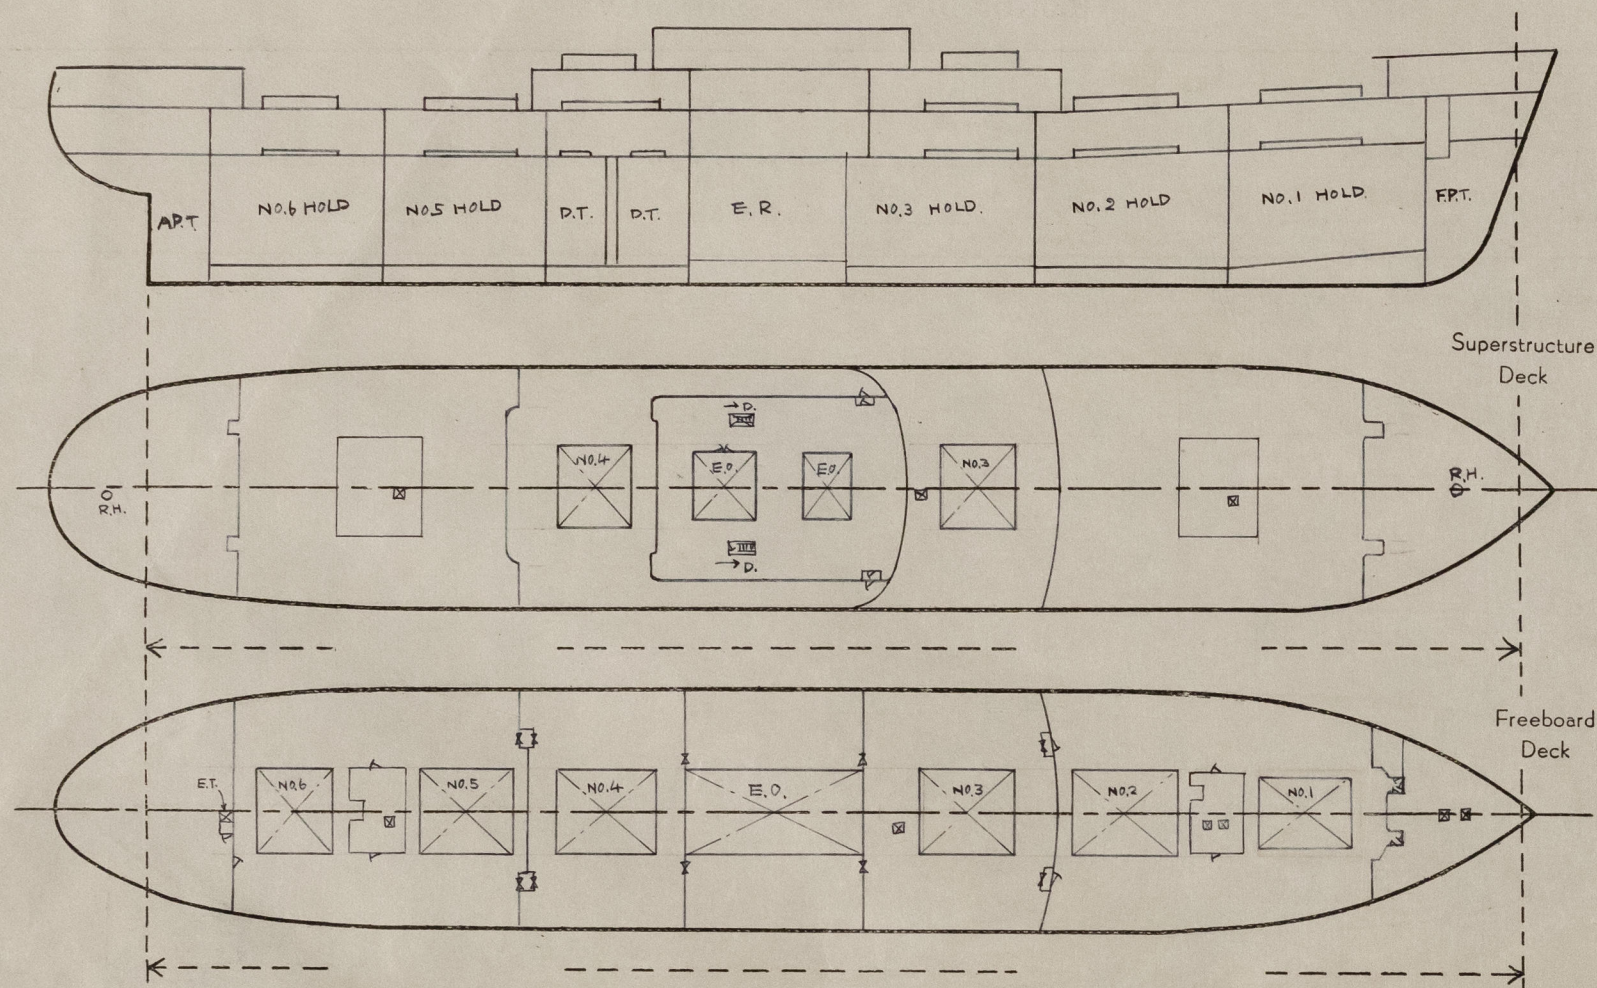 A.P.T.
NO.6 HOLD
NO.5 HOLD
D.T.
D.T.
E.R.
NO.3 HOLD.
NO.2 HOLD
NO.1 HOLD.
F.P.T.
Superstructure
Deck
→D.
NO.4
E.O.
E.O.
NO.3
R.H.
R.H.
→D.
Freeboard
Deck
E.T.
NO.6
NO.5
NO.4
E.O.
NO.3
NO.2
NO.1